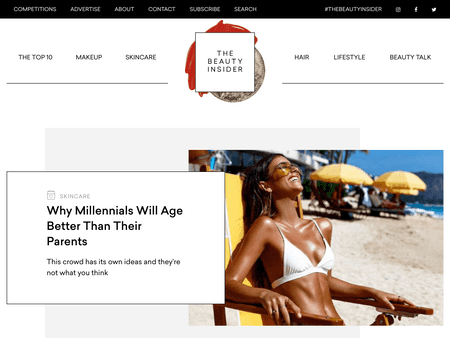 COMPETITIONS ADVERTISE ABOUT CONTACT SUBSCRIBE SEARCH #THEBEAUTYINSIDER
THE TOP 10 MAKEUP SKINCARE
THE
BEAUTY
INSIDER
HAIR LIFESTYLE BEAUTY TALK
SKINCARE
Why Millennials Will Age
Better Than Their
Parents
This crowd has its own ideas and they're
not what you think